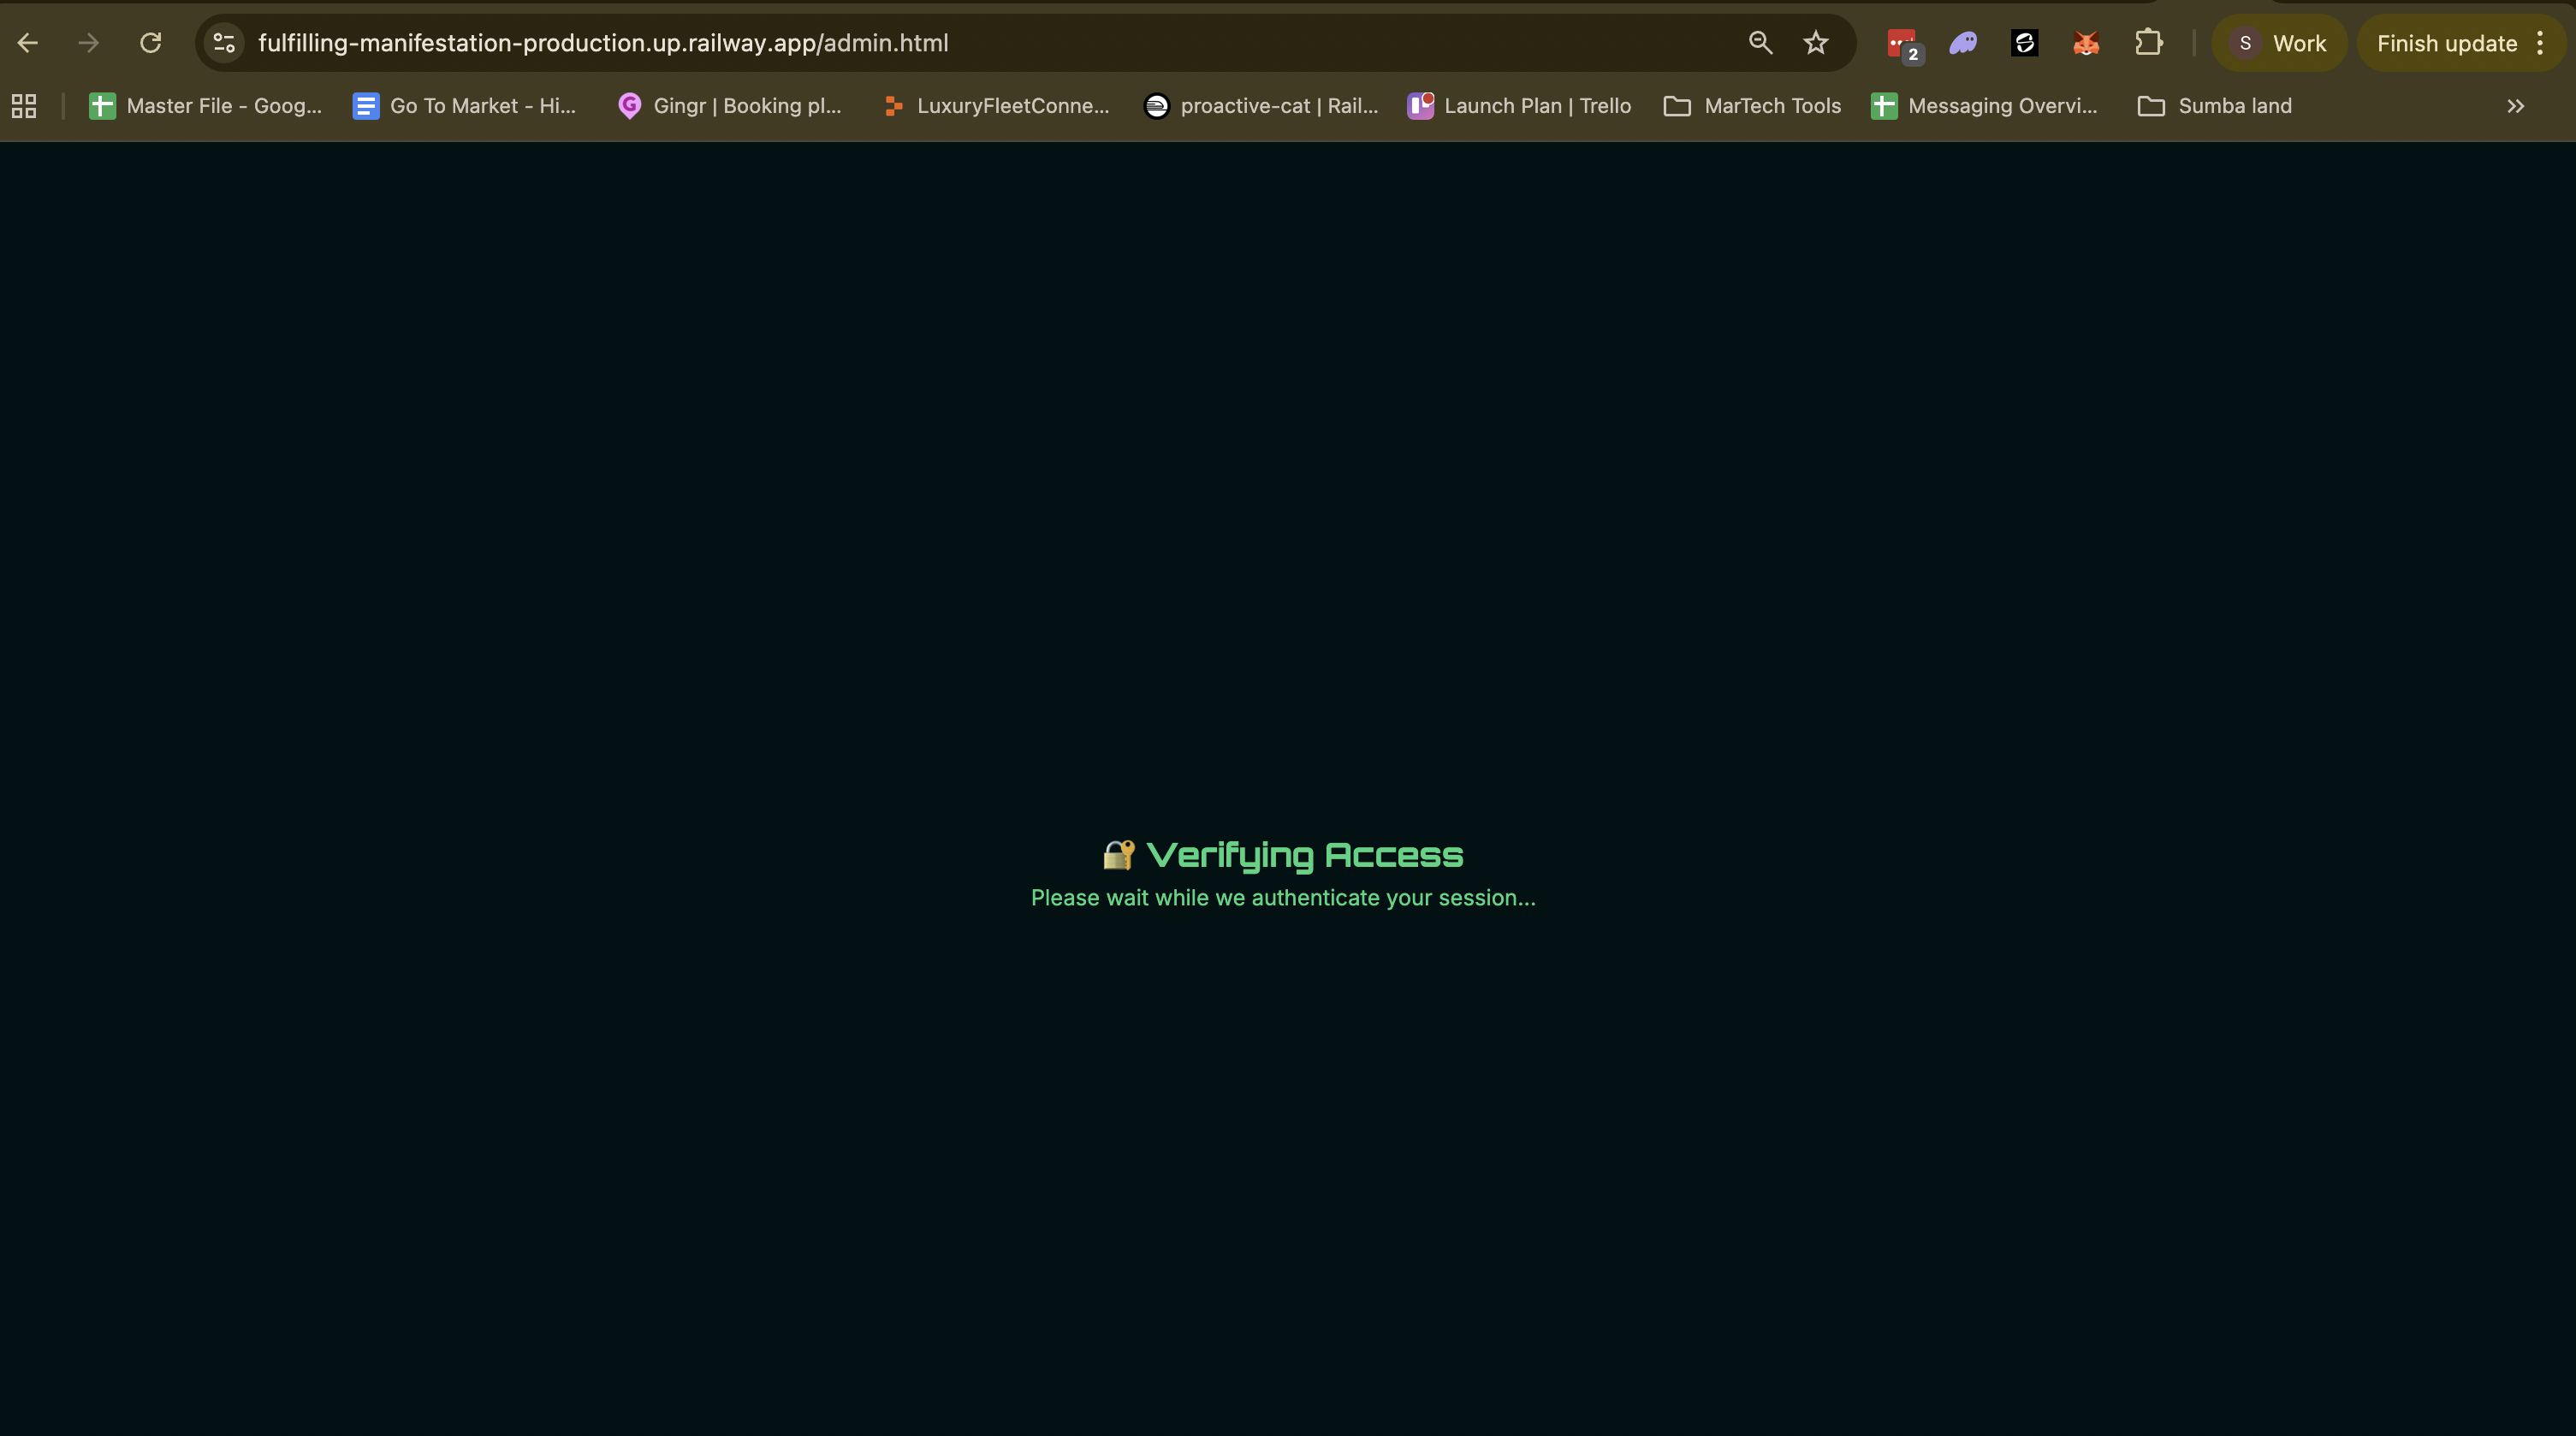 fulfilling-manifestation-production.up.railway.app/admin.html
2
S Work
Finish update
Master File - Goog...
Go To Market - Hi...
G Gingr | Booking pl...
LuxuryFleetConne...
proactive-cat | Rail...
Launch Plan | Trello
MarTech Tools
Messaging Overvi...
Sumba land
Verifying Access
Please wait while we authenticate your session...